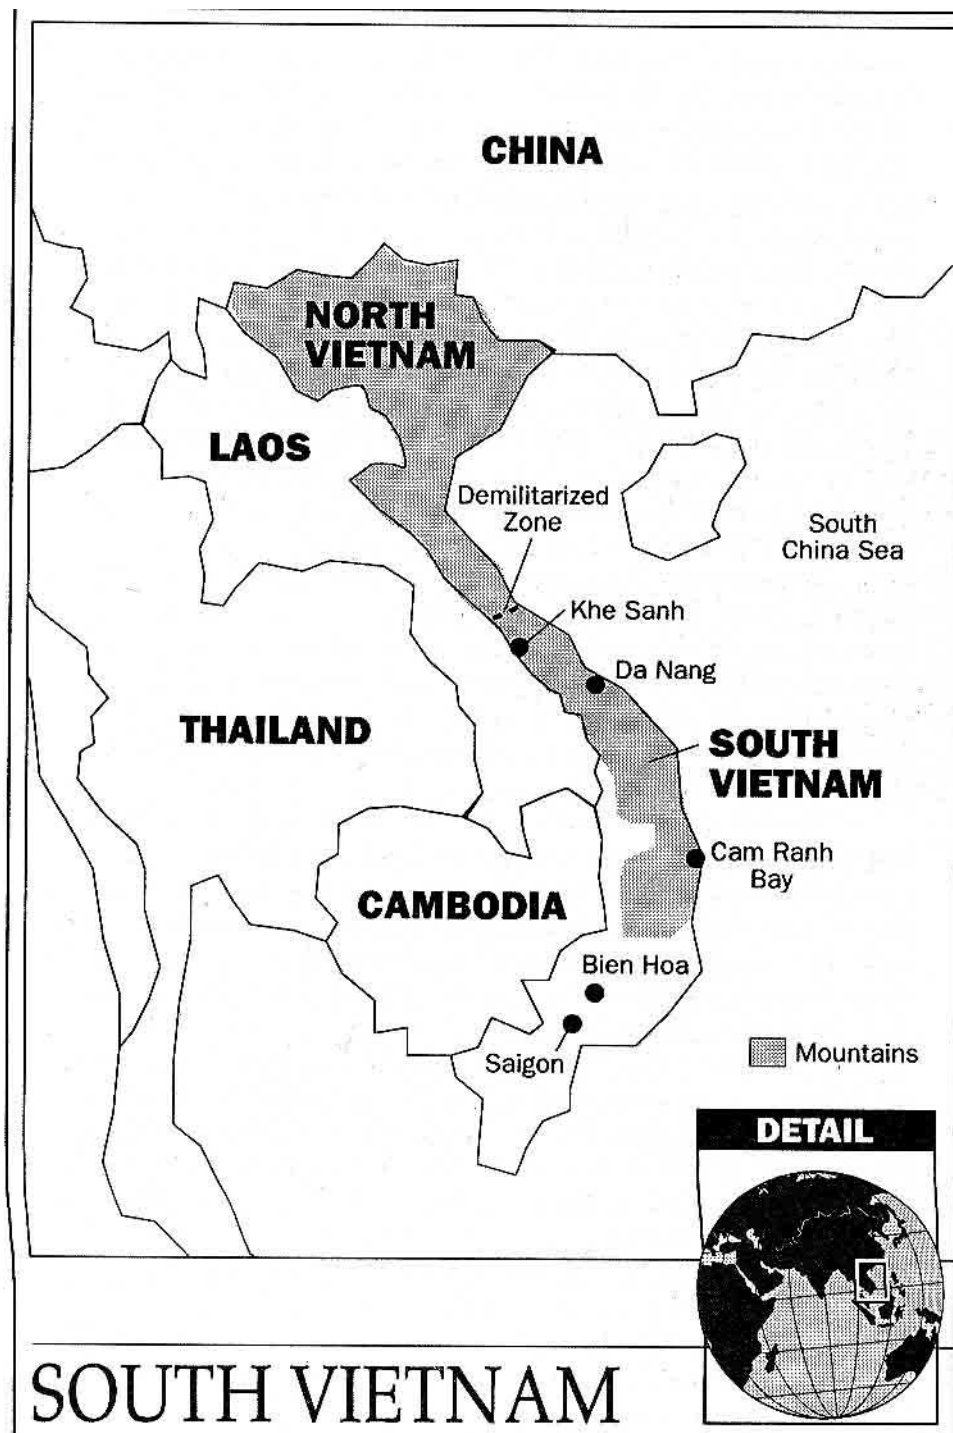 CHINA
NORTH
VIETNAM
LAOS
Demilitarized
Zone
South
China Sea
Khe Sanh
Da Nang
THAILAND
SOUTH
VIETNAM
Cam Ranh
Bay
CAMBODIA
Bien Hoa
Saigon
Mountains
DETAIL
SOUTH VIETNAM